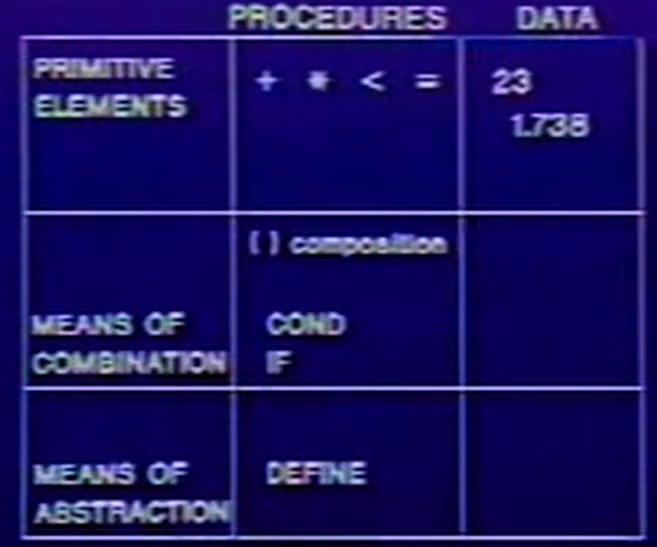 PROCEDURES DATA
PRIMITIVE
ELEMENTS
+ * < =
23
1.738
( ) composition
MEANS OF
COMBINATION
COND
IF
MEANS OF
ABSTRACTION
DEFINE